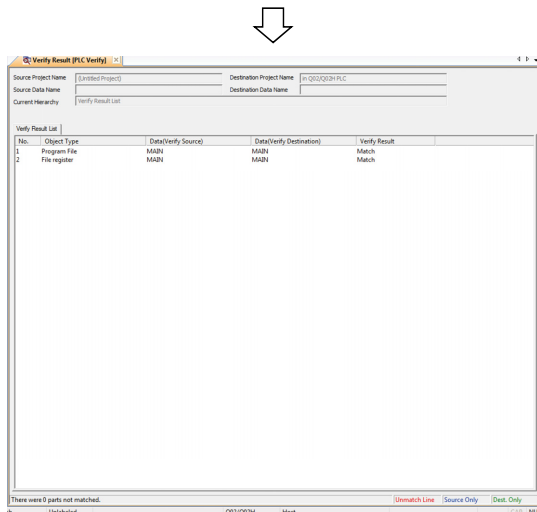 Verify Result (PLC Verify)
Source Project Name (Untitled Project) Destination Project Name in Q02/Q02H PLC
Source Data Name Destination Data Name
Current Hierarchy Verify Result List
Verify Result List
No. Object Type Data(Verify Source) Data(Verify Destination) Verify Result
1 Program File MAIN MAIN Match
2 File register MAIN MAIN Match
There were 0 parts not matched. Unmatch Line Source Only Dest. Only
Unlabeled Q02/Q02H Host CAP